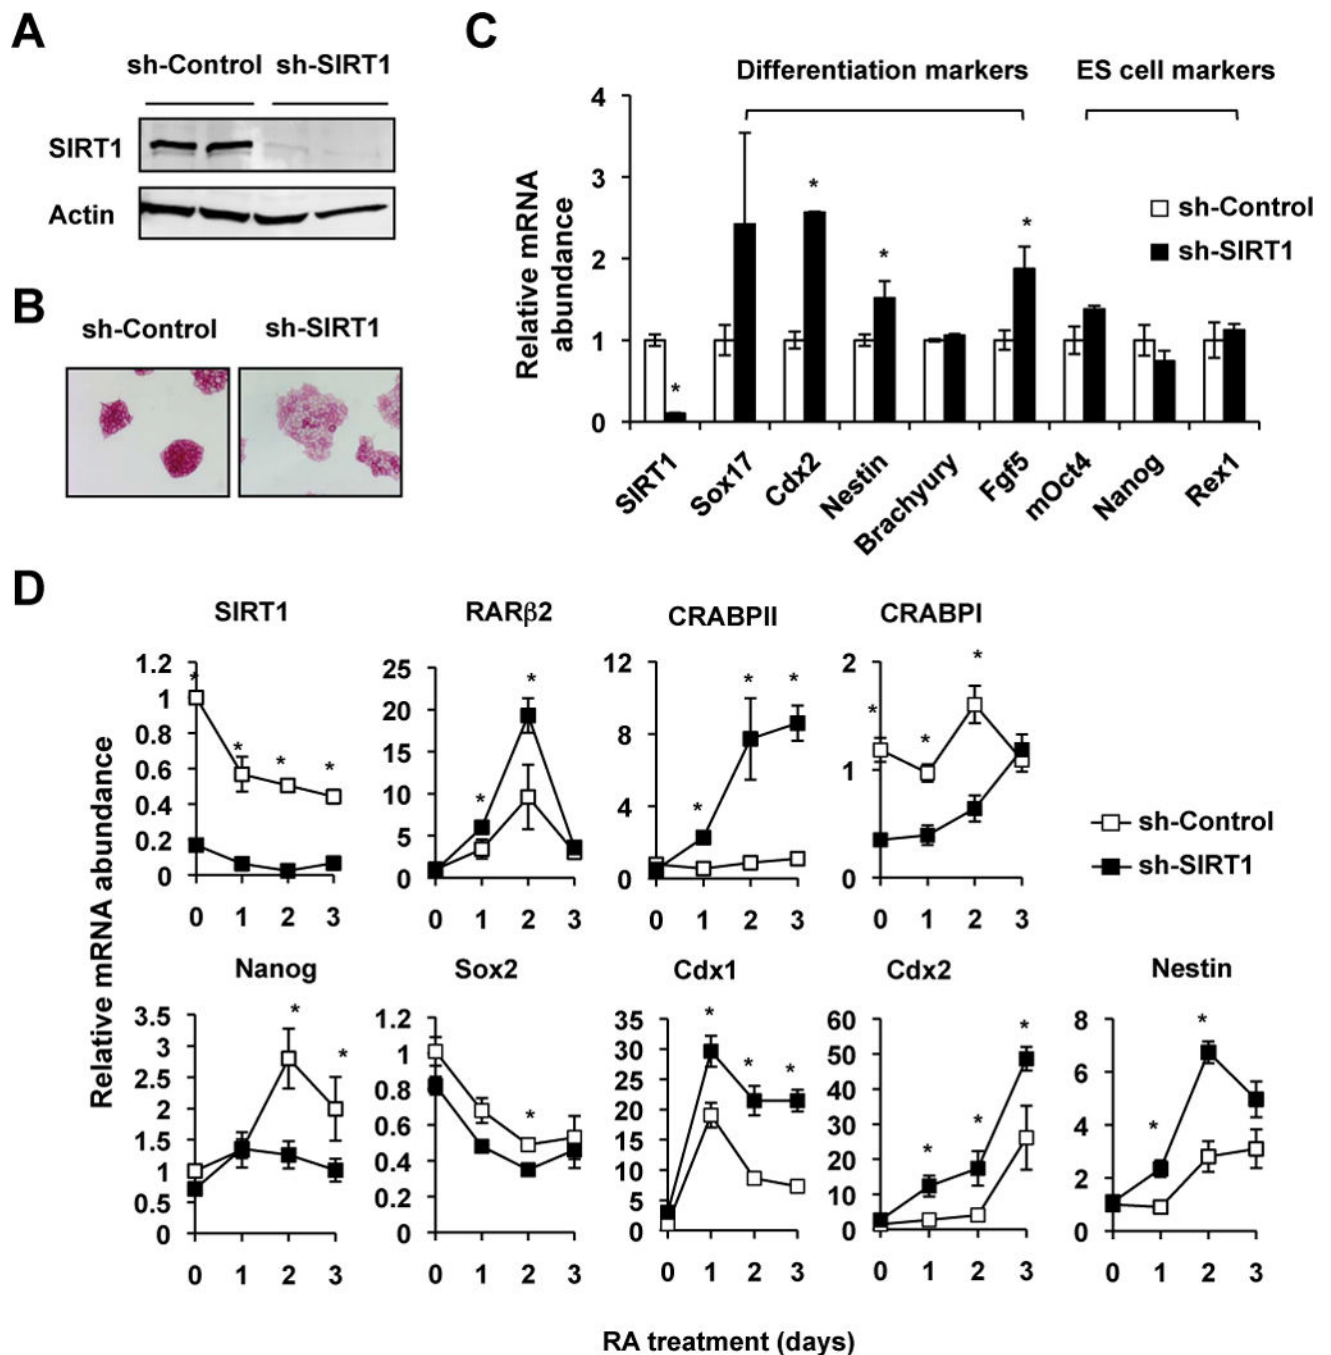 A
sh-Control sh-SIRT1
SIRT1
Actin
B
sh-Control sh-SIRT1
C
Differentiation markers ES cell markers
Relative mRNA
abundance
4
3
2
1
0
*
*
*
*
sh-Control
sh-SIRT1
SIRT1
Sox17
Cdx2
Nestin
Brachyury
Fgf5
mOct4
Nanog
Rex1
D
Relative mRNA abundance
SIRT1
1.2
1
0.8
0.6
0.4
0.2
0
* * * *
0 1 2 3
RARβ2
25
20
15
10
5
0
* *
0 1 2 3
CRABPII
12
8
4
0
* * *
0 1 2 3
CRABPI
2
1
0
* * *
0 1 2 3
sh-Control
sh-SIRT1
Nanog
3.5
3
2.5
2
1.5
1
0.5
0
* *
0 1 2 3
Sox2
1.2
1
0.8
0.6
0.4
0.2
0
*
0 1 2 3
Cdx1
35
30
25
20
15
10
5
0
* * *
0 1 2 3
Cdx2
60
50
40
30
20
10
0
* * *
0 1 2 3
Nestin
8
6
4
2
0
* *
0 1 2 3
RA treatment (days)